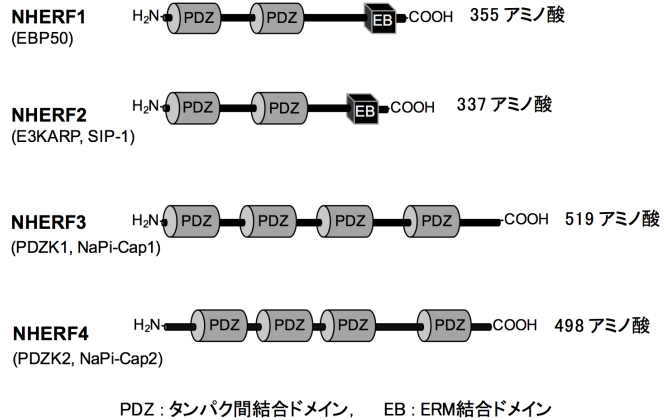 NHERF1 H₂N PDZ PDZ EB COOH 355 アミノ酸
(EBP50)
NHERF2 H₂N PDZ PDZ EB COOH 337 アミノ酸
(E3KARP, SIP-1)
NHERF3 H₂N PDZ PDZ PDZ PDZ COOH 519 アミノ酸
(PDZK1, NaPi-Cap1)
NHERF4 H₂N PDZ PDZ PDZ PDZ COOH 498 アミノ酸
(PDZK2, NaPi-Cap2)
PDZ : タンパク間結合ドメイン, EB : ERM結合ドメイン